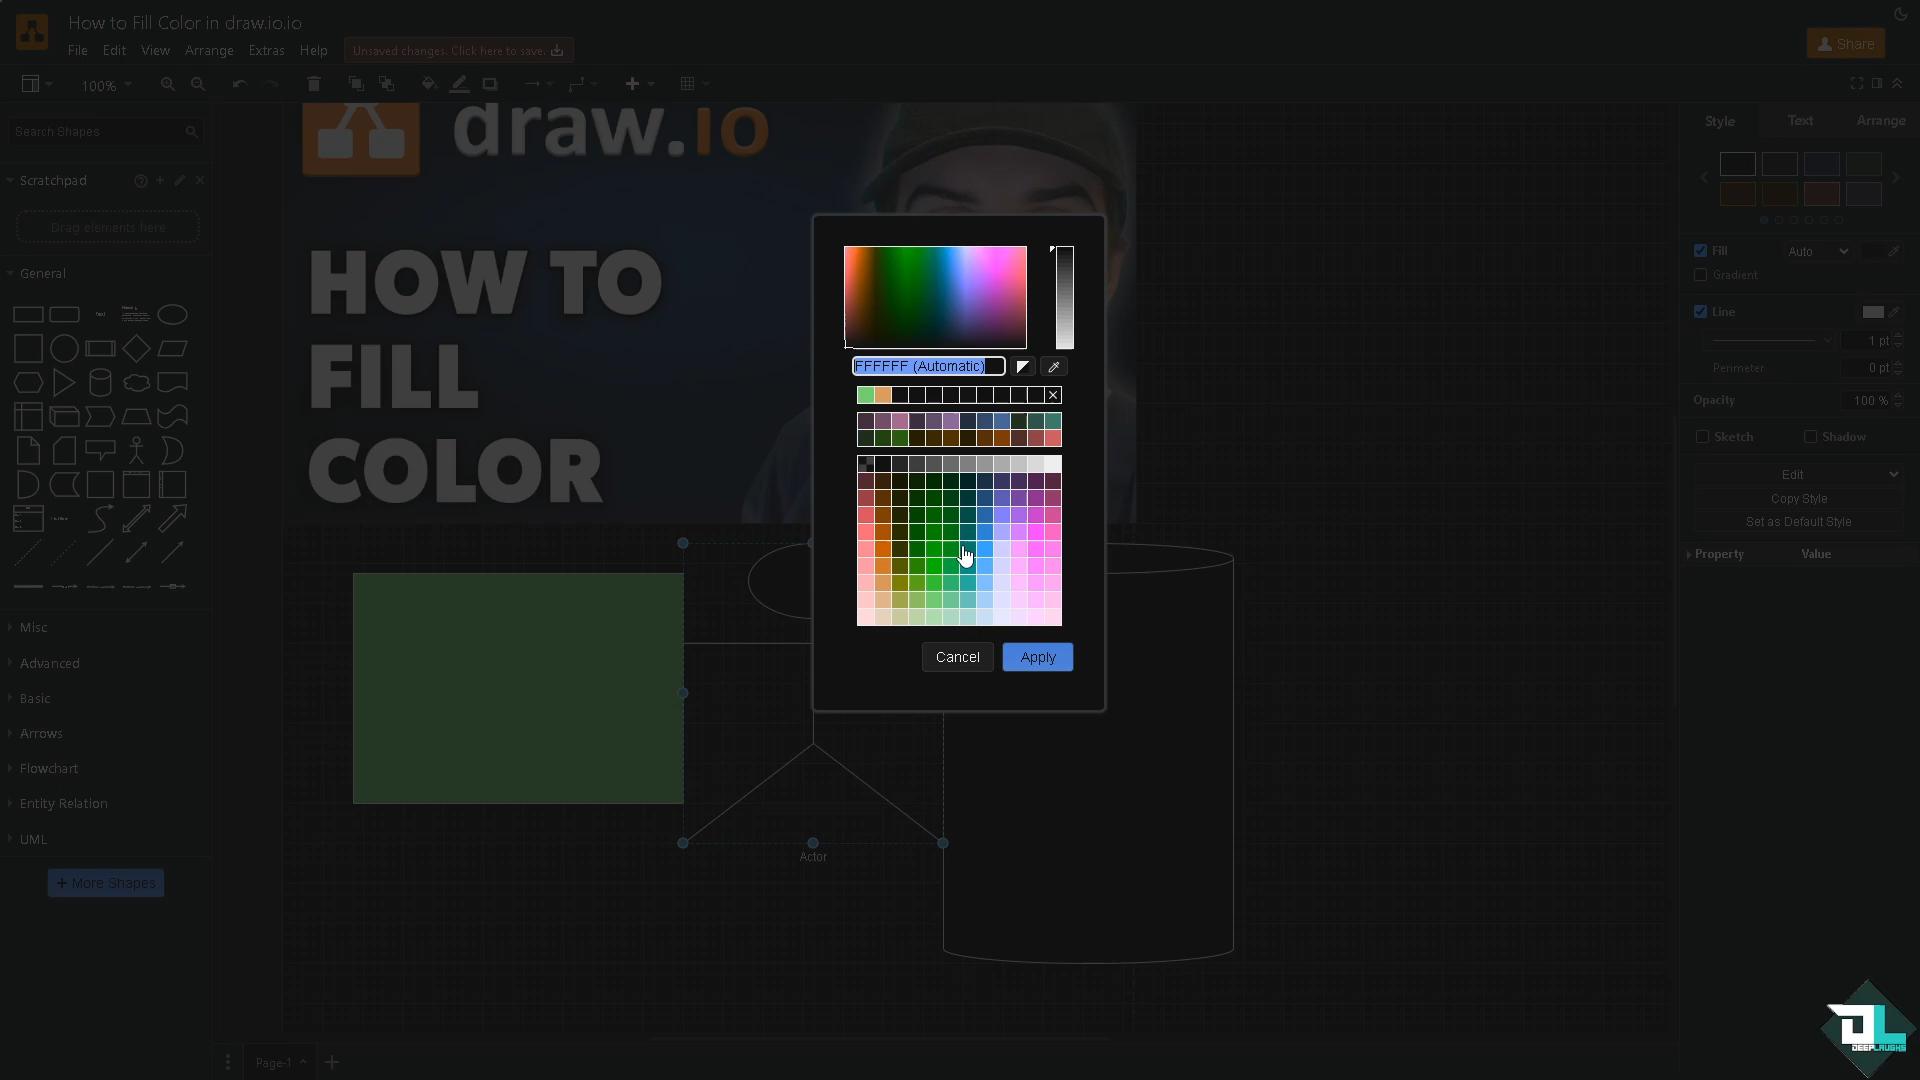 How to Fill Color in draw.io.io
File Edit View Arrange Extras Help
Unsaved changes. Click here to save.
Share
100%
Search Shapes
Scratchpad
Drag elements here
General
Text
Misc
Advanced
Basic
Arrows
Flowchart
Entity Relation
UML
+ More Shapes
draw.io
HOW TO
FILL
COLOR
FFFFFF (Automatic)
Cancel
Apply
Actor
Style
Text
Arrange
Fill
Auto
Gradient
Line
1 pt
Perimeter
0 pt
Opacity
100 %
Sketch
Shadow
Edit
Copy Style
Set as Default Style
Property
Value
Page-1
DL
DEEPLAUGHS